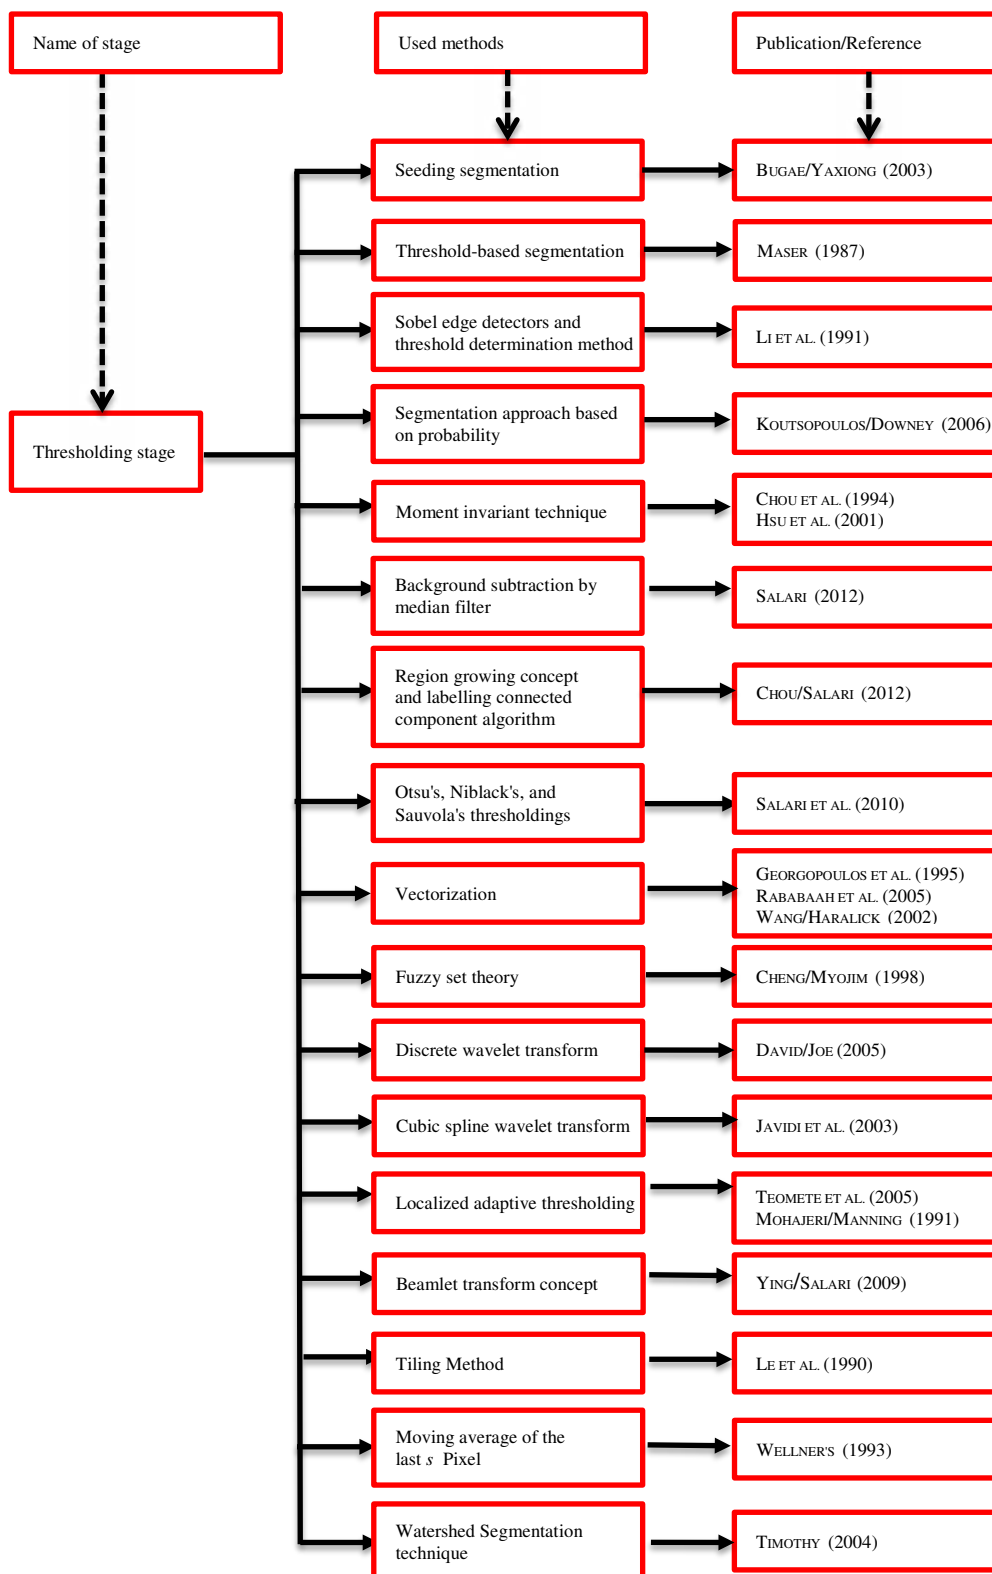 Name of stage
Used methods
Publication/Reference
Seeding segmentation
BUGAE/YAXIONG (2003)
Threshold-based segmentation
MASER (1987)
Sobel edge detectors and
threshold determination method
LI ET AL. (1991)
Segmentation approach based
on probability
KOUTSOPOULOS/DOWNEY (2006)
Thresholding stage
Moment invariant technique
CHOU ET AL. (1994)
HSU ET AL. (2001)
Background subtraction by
median filter
SALARI (2012)
Region growing concept
and labelling connected
component algorithm
CHOU/SALARI (2012)
Otsu's, Niblack's, and
Sauvola's thresholdings
SALARI ET AL. (2010)
Vectorization
GEORGOPOULOS ET AL. (1995)
RABABAAH ET AL. (2005)
WANG/HARALICK (2002)
Fuzzy set theory
CHENG/MYOJIM (1998)
Discrete wavelet transform
DAVID/JOE (2005)
Cubic spline wavelet transform
JAVIDI ET AL. (2003)
Localized adaptive thresholding
TEOMETE ET AL. (2005)
MOHAJERI/MANNING (1991)
Beamlet transform concept
YING/SALARI (2009)
Tiling Method
LE ET AL. (1990)
Moving average of the
last s Pixel
WELLNER'S (1993)
Watershed Segmentation
technique
TIMOTHY (2004)